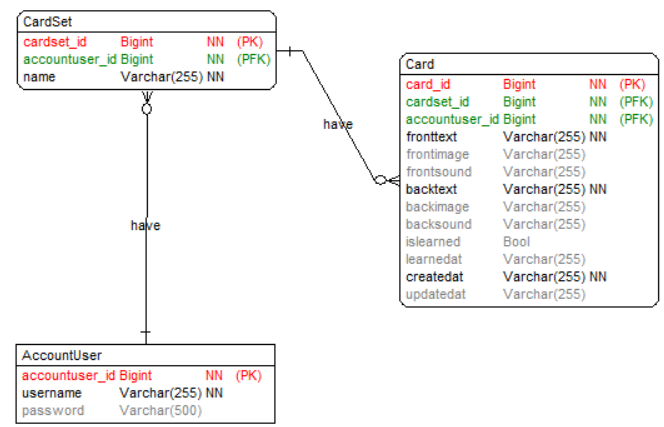 CardSet
cardset_id Bigint NN (PK)
accountuser_id Bigint NN (PFK)
name Varchar(255) NN
Card
card_id Bigint NN (PK)
cardset_id Bigint NN (PFK)
accountuser_id Bigint NN (PFK)
fronttext Varchar(255) NN
frontimage Varchar(255)
frontsound Varchar(255)
backtext Varchar(255) NN
backimage Varchar(255)
backsound Varchar(255)
islearned Bool
learnedat Varchar(255)
createdat Varchar(255) NN
updatedat Varchar(255)
have
have
AccountUser
accountuser_id Bigint NN (PK)
username Varchar(255) NN
password Varchar(500)